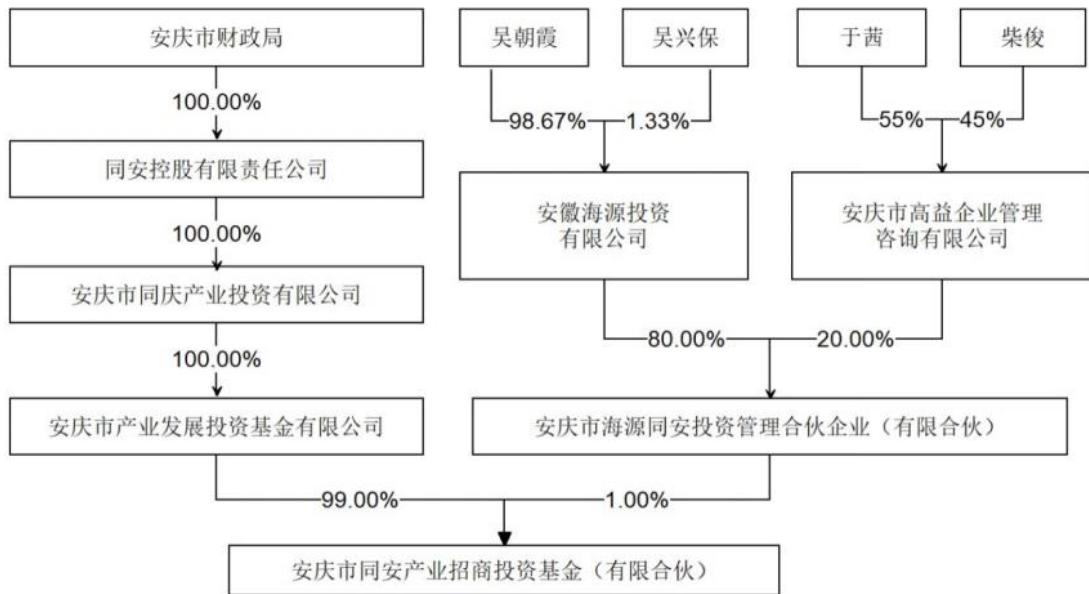 安庆市财政局
吴朝霞
吴兴保
于茜
柴俊
100.00%
98.67%
1.33%
55%
45%
同安控股有限责任公司
安徽海源投资
有限公司
安庆市高益企业管理
咨询有限公司
100.00%
安庆市同庆产业投资有限公司
80.00%
20.00%
100.00%
安庆市产业发展投资基金有限公司
安庆市海源同安投资管理合伙企业（有限合伙）
99.00%
1.00%
安庆市同安产业招商投资基金（有限合伙）